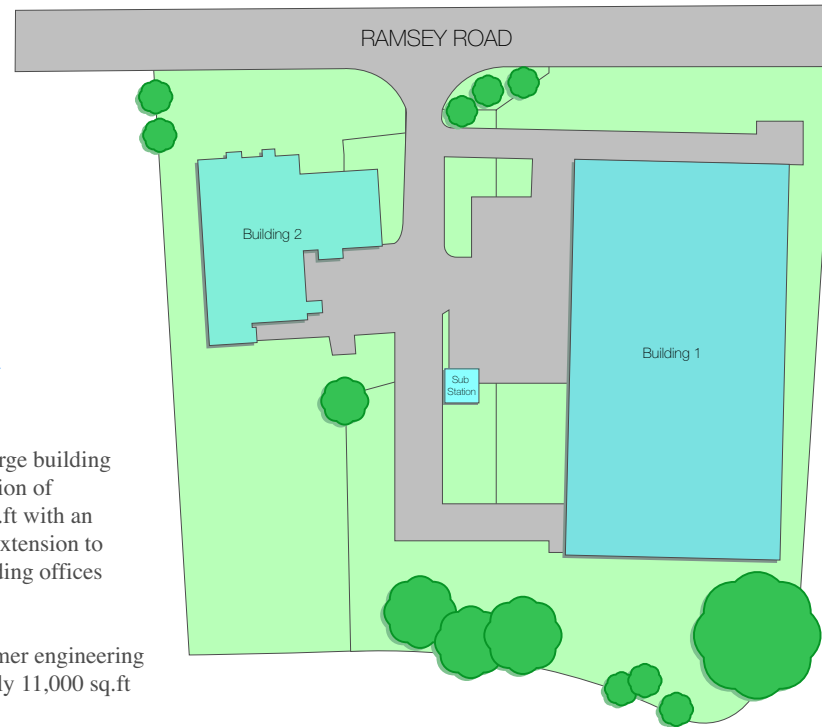 RAMSEY ROAD
Building 2
Building 1
Sub
Station
rge building
ion of
.ft with an
xtension to
ding offices
mer engineering
ly 11,000 sq.ft